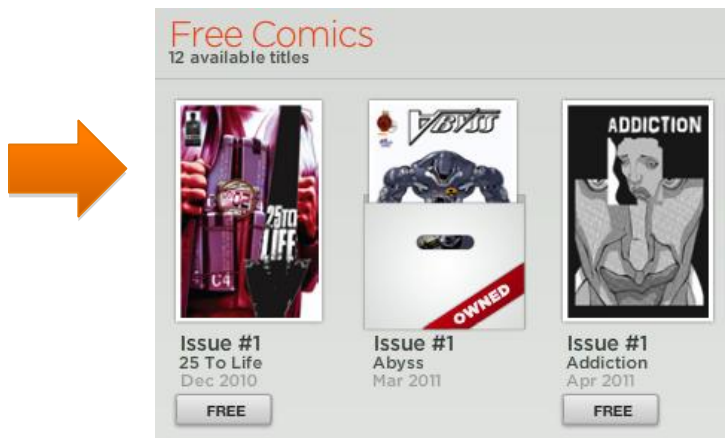 Free Comics
12 available titles
25 TO
LIFE
C4
Abyss
OWNED
ADDICTION
Issue #1
25 To Life
Dec 2010
FREE
Issue #1
Abyss
Mar 2011
Issue #1
Addiction
Apr 2011
FREE